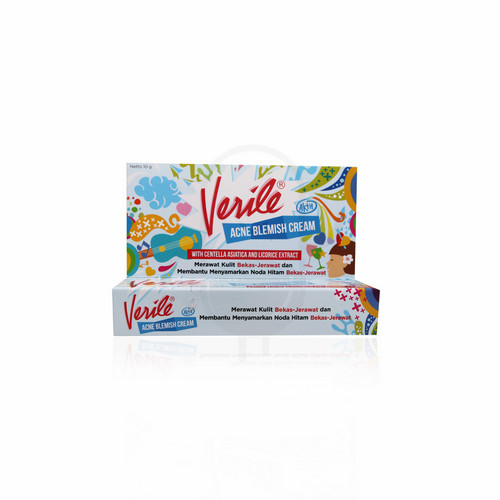 Netto 10 g
Verile®
ACNE BLEMISH CREAM
WITH CENTELLA ASIATICA AND LICORICE EXTRACT
Merawat Kulit Bekas-Jerawat dan
Membantu Menyamarkan Noda Hitam Bekas-Jerawat
Verile®
ACNE BLEMISH CREAM
Merawat Kulit Bekas-Jerawat dan
Membantu Menyamarkan Noda Hitam Bekas-Jerawat